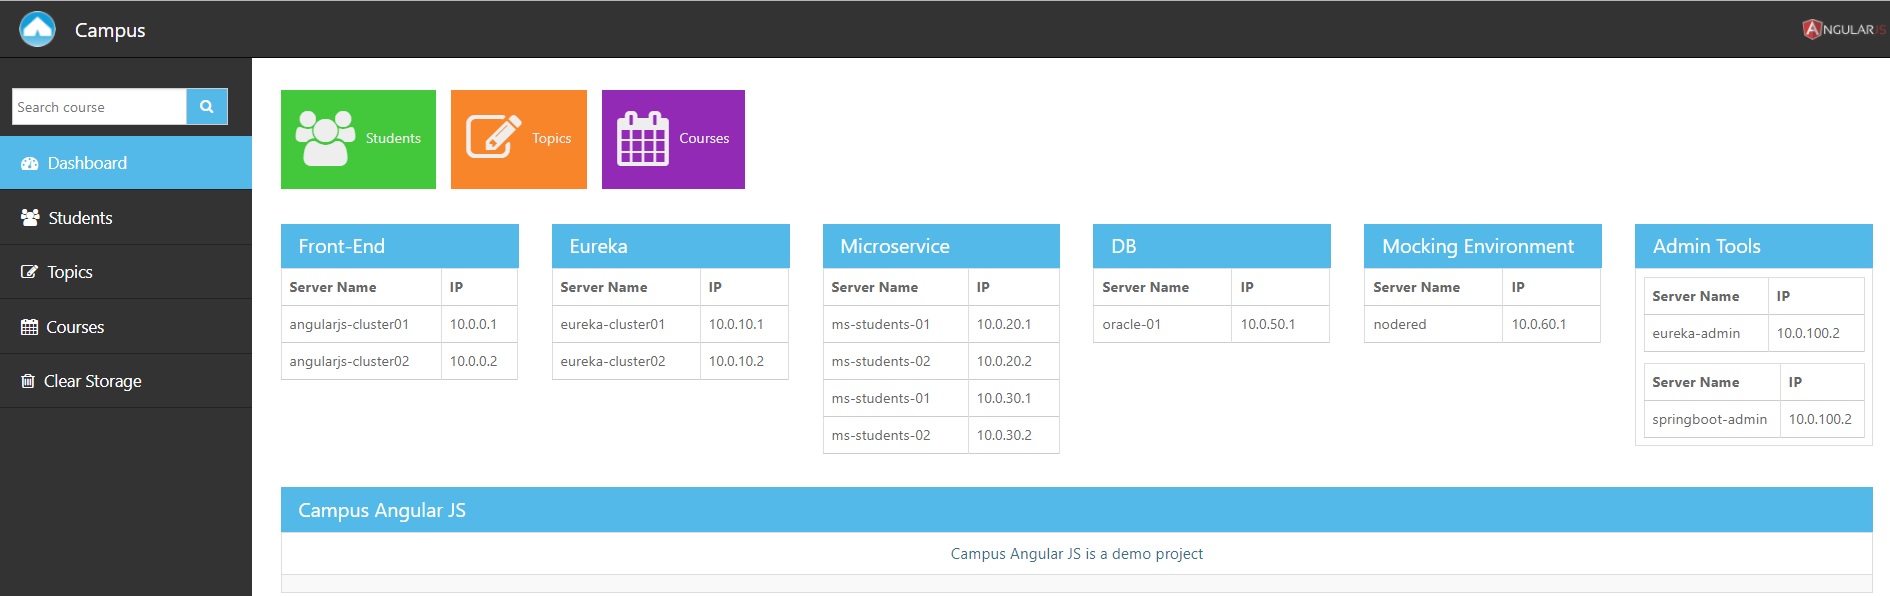 Campus
ANGULARJS
Search course
Dashboard
Students
Topics
Courses
Clear Storage
Students
Topics
Courses
Front-End
Server Name IP
angularjs-cluster01 10.0.0.1
angularjs-cluster02 10.0.0.2
Eureka
Server Name IP
eureka-cluster01 10.0.10.1
eureka-cluster02 10.0.10.2
Microservice
Server Name IP
ms-students-01 10.0.20.1
ms-students-02 10.0.20.2
ms-students-01 10.0.30.1
ms-students-02 10.0.30.2
DB
Server Name IP
oracle-01 10.0.50.1
Mocking Environment
Server Name IP
nodered 10.0.60.1
Admin Tools
Server Name IP
eureka-admin 10.0.100.2
Server Name IP
springboot-admin 10.0.100.2
Campus Angular JS
Campus Angular JS is a demo project